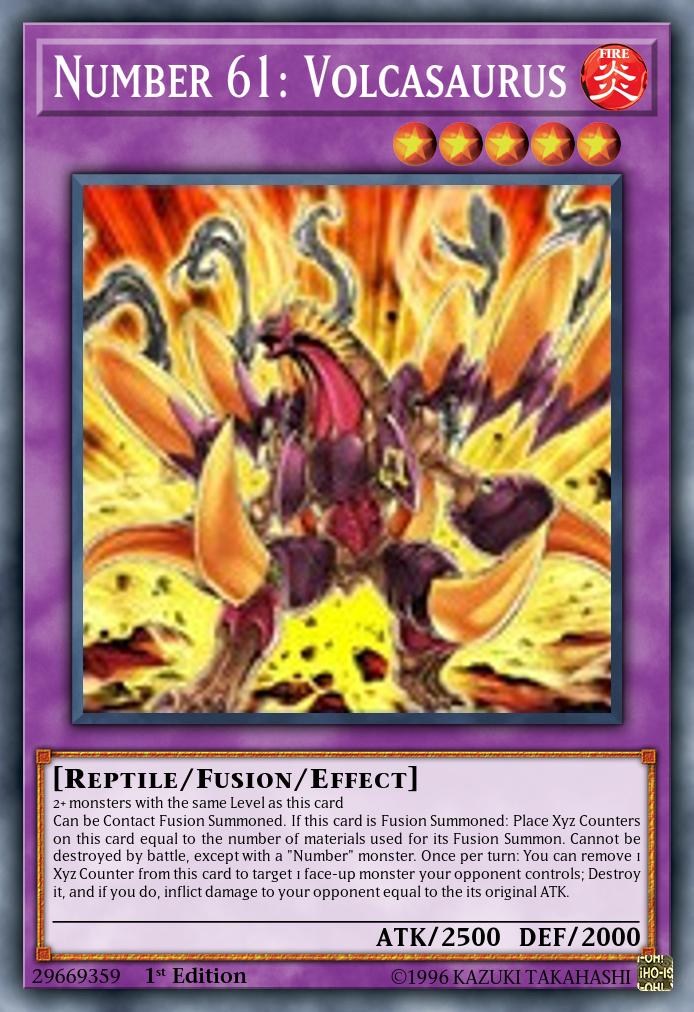 NUMBER 61: VOLCASAURUS
FIRE
炎
61
[REPTILE/FUSION/EFFECT]
2+ monsters with the same Level as this card
Can be Contact Fusion Summoned. If this card is Fusion Summoned: Place Xyz Counters
on this card equal to the number of materials used for its Fusion Summon. Cannot be
destroyed by battle, except with a "Number" monster. Once per turn: You can remove 1
Xyz Counter from this card to target 1 face-up monster your opponent controls; Destroy
it, and if you do, inflict damage to your opponent equal to the its original ATK.
ATK/2500 DEF/2000
29669359 1st Edition ©1996 KAZUKI TAKAHASHI